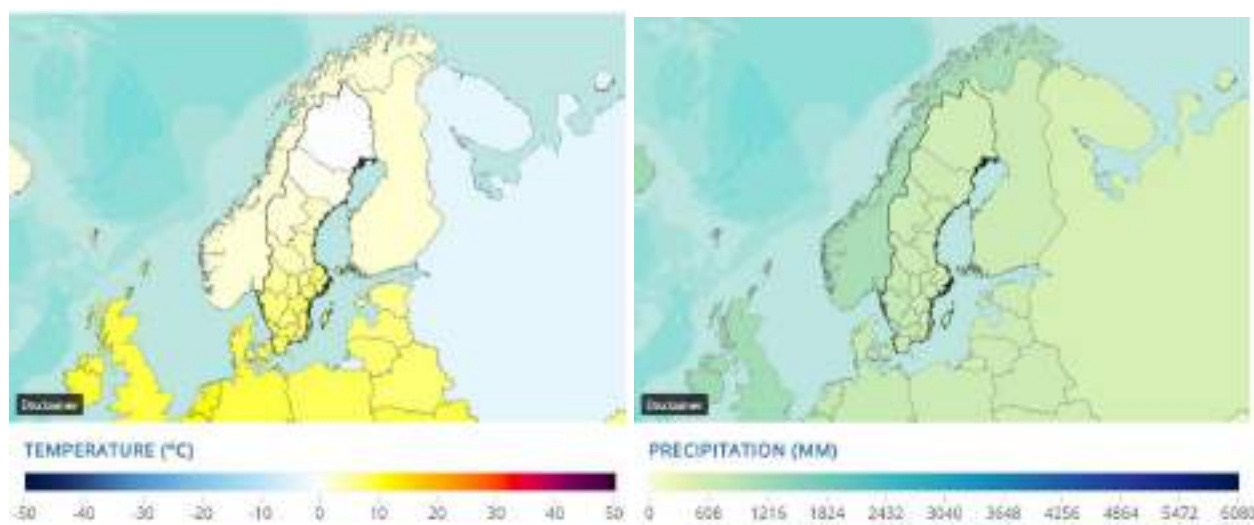 Disclaimer
TEMPERATURE (°C)
-50 -40 -30 -20 -10 0 10 20 30 40 50
Disclaimer
PRECIPITATION (MM)
0 608 1216 1824 2432 3040 3648 4256 4864 5472 6080